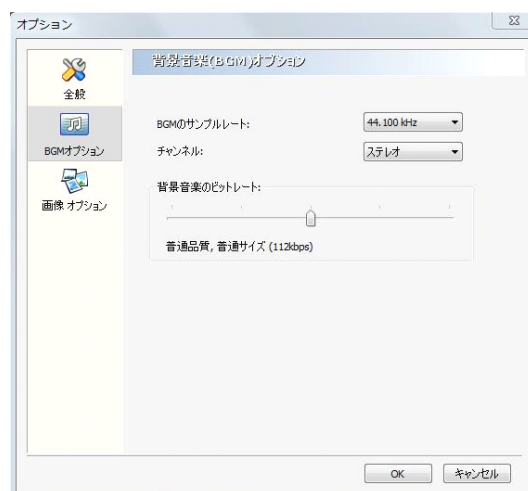 オプション
全般
BGMオプション
画像 オプション
背景音楽(BGM)オプション
BGMのサンプルレート:
44.100 kHz
チャンネル:
ステレオ
背景音楽のビットレート:
普通品質, 普通サイズ (112kbps)
OK
キャンセル